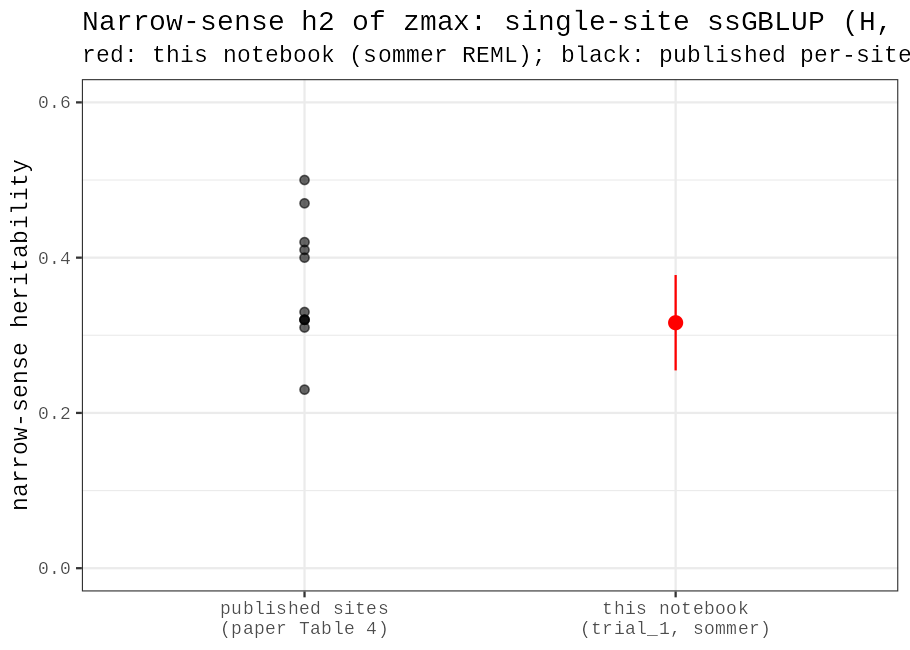 Narrow-sense h2 of zmax: single-site ssGBLUP (H,
red: this notebook (sommer REML); black: published per-site
narrow-sense heritability
0.6
0.4
0.2
0.0
published sites
(paper Table 4)
this notebook
(trial_1, sommer)